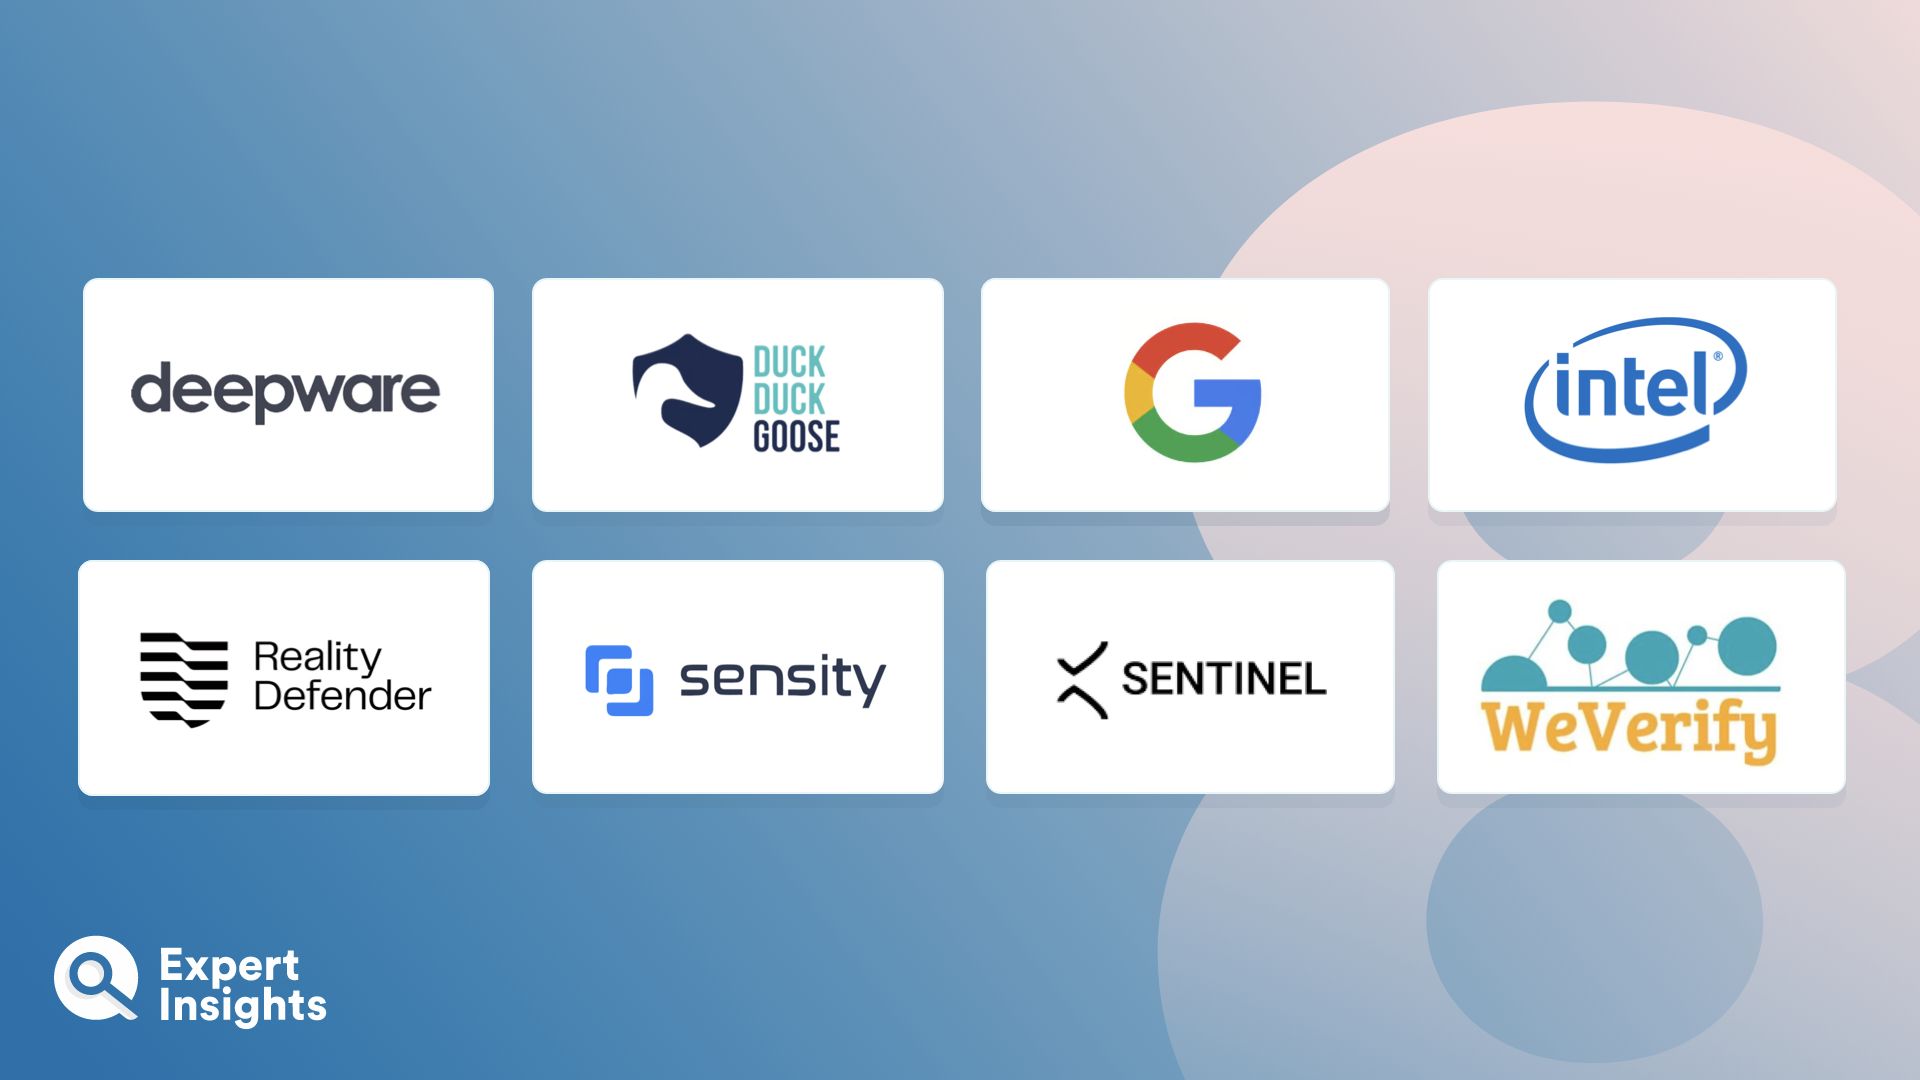 deepware
DUCK
DUCK
GOOSE
intel®
Reality
Defender
sensity
SENTINEL
WeVerify
Expert
Insights